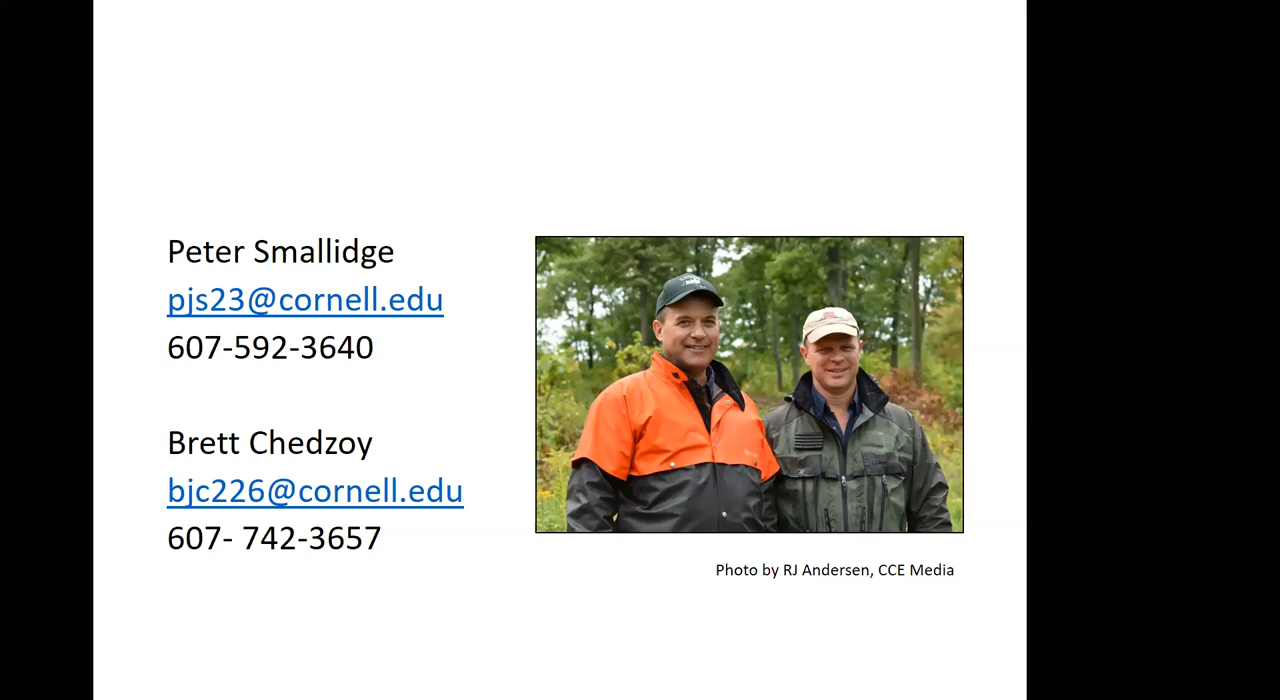 Peter Smallidge
pjs23@cornell.edu
607-592-3640
Brett Chedzoy
bjc226@cornell.edu
607- 742-3657
Photo by RJ Andersen, CCE Media